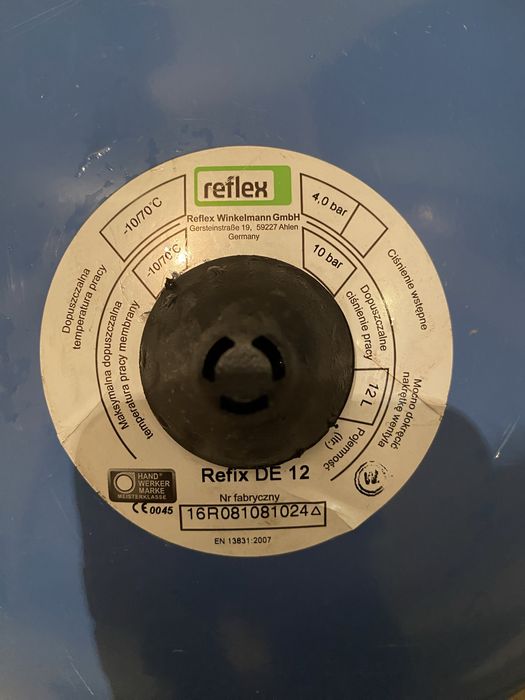 reflex
Reflex Winkelmann GmbH
Gersteinstraße 19, 59227 Ahlen
Germany
-10/70°C
Dopuszczalna
temperatura pracy
-10/70°C
Maksymalna dopuszczalna
temperatura pracy membrany
4,0 bar
Ciśnienie wstępne
10 bar
Dopuszczalne
ciśnienie pracy
12 L
Pojemność
(ltr.)
Mocno dokręcić
nakrętkę wentyla
Refix DE 12
HAND
WERKER
MARKE
MEISTERKLASSE
CE 0045
Nr fabryczny
16R081081024△
EN 13831:2007